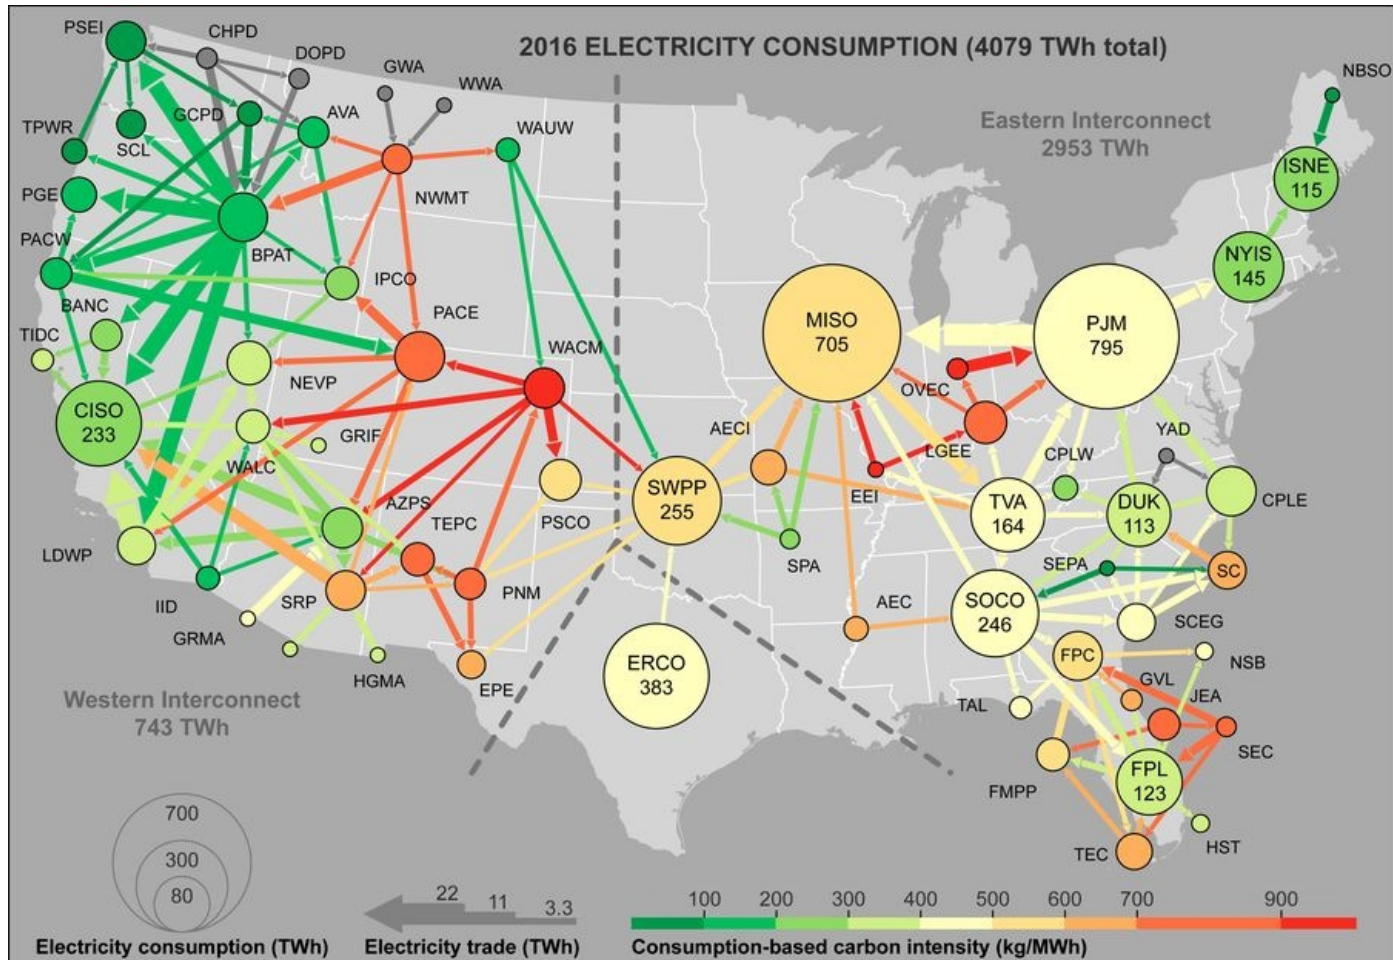 2016 ELECTRICITY CONSUMPTION (4079 TWh total)
PSEI
CHPD
DOPD
GWA
WWA
NBSO
Eastern Interconnect
2953 TWh
TPWR
SCL
GCPD
AVA
WAUW
ISNE
115
PGE
NWMT
PACW
BPAT
NYIS
145
BANC
IPCO
TIDC
PACE
MISO
705
PJM
795
WACM
NEVP
OVEC
CISO
233
GRIF
AECI
LGEE
YAD
WALC
CPLW
AZPS
TEPC
PSCO
SWPP
255
EEI
TVA
164
DUK
113
CPLE
LDWP
SPA
SEPA
SC
IID
SRP
PNM
AEC
SOCO
246
SCEG
GRMA
ERCO
383
FPC
NSB
HGMA
EPE
GVL
JEA
TAL
SEC
Western Interconnect
743 TWh
FMPP
FPL
123
TEC
HST
700
300
80
Electricity consumption (TWh)
22
11
3.3
Electricity trade (TWh)
100
200
300
400
500
600
700
900
Consumption-based carbon intensity (kg/MWh)